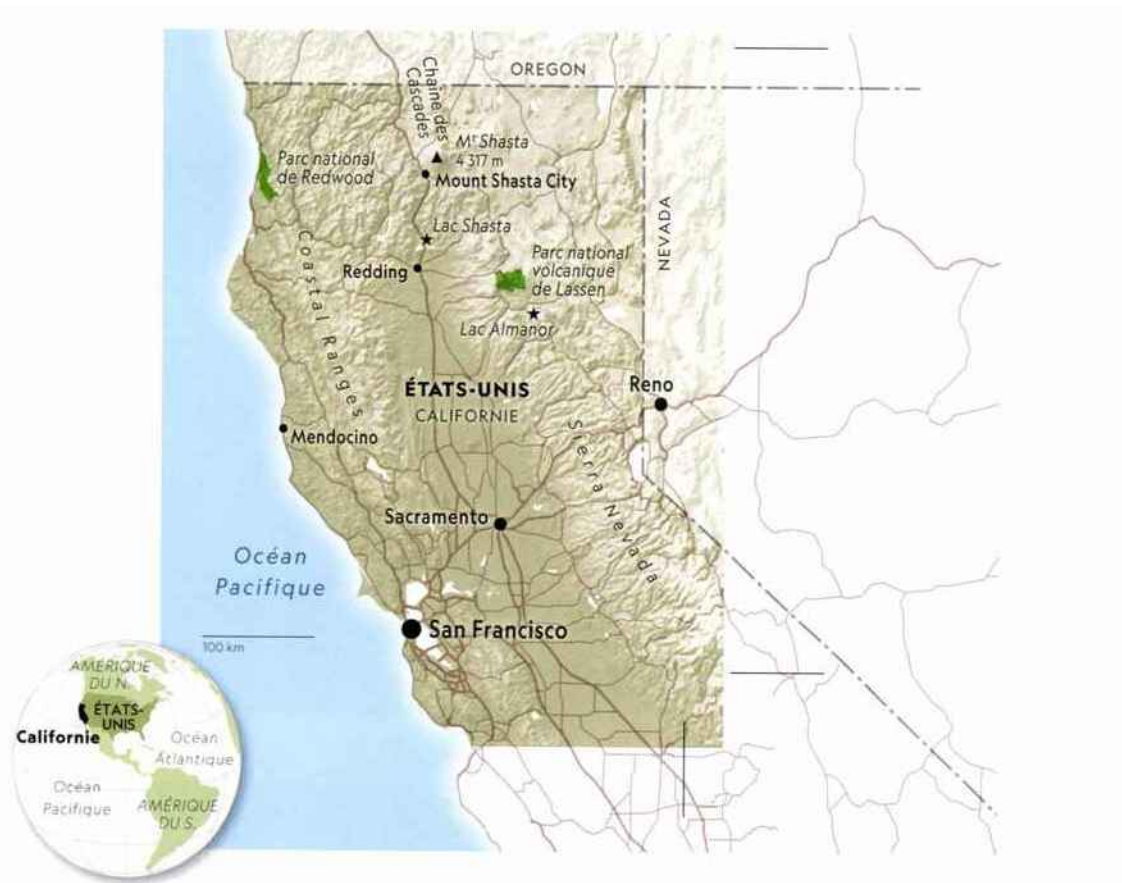 OREGON
Chaîne des
Cascades
Mt Shasta
4 317 m
Mount Shasta City
Parc national
de Redwood
Lac Shasta
NEVADA
Redding
Parc national
volcanique
de Lassen
Coastal Ranges
Lac Almanor
ÉTATS-UNIS
CALIFORNIE
Reno
Mendocino
Sierra Nevada
Sacramento
Océan
Pacifique
San Francisco
100 km
AMÉRIQUE
DU N.
ÉTATS-
UNIS
Californie
Océan
Atlantique
Océan
Pacifique
AMÉRIQUE
DU S.